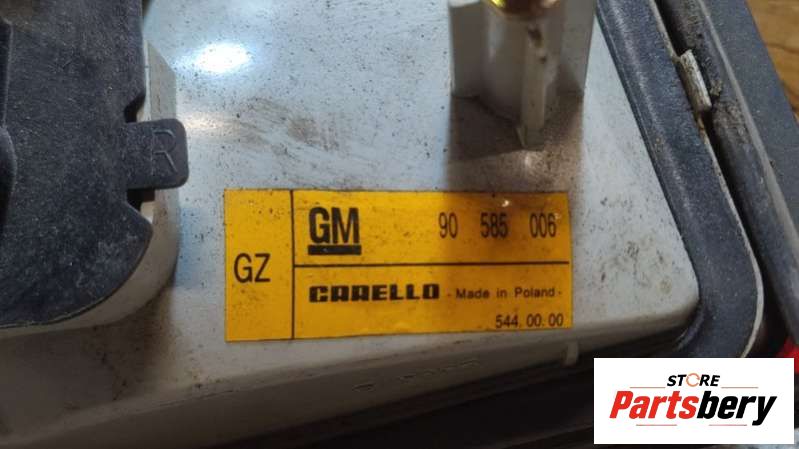 R
GM 90 585 006
GZ
CARELLO - Made in Poland -
544.00.00
STORE
Partsbery